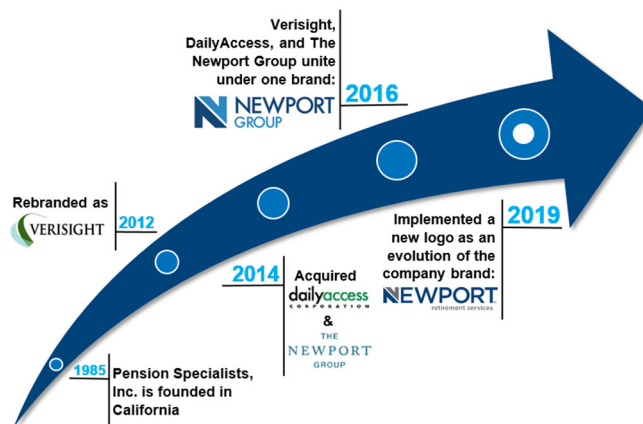 1985
Pension Specialists,
Inc. is founded in
California
Rebranded as
VERISIGHT
2012
2014
Acquired
dailyaccess
CORPORATION
&
THE
NEWPORT
GROUP
Verisight,
DailyAccess, and The
Newport Group unite
under one brand:
NEWPORT
GROUP
2016
2019
Implemented a
new logo as an
evolution of the
company brand:
NEWPORT
retirement services